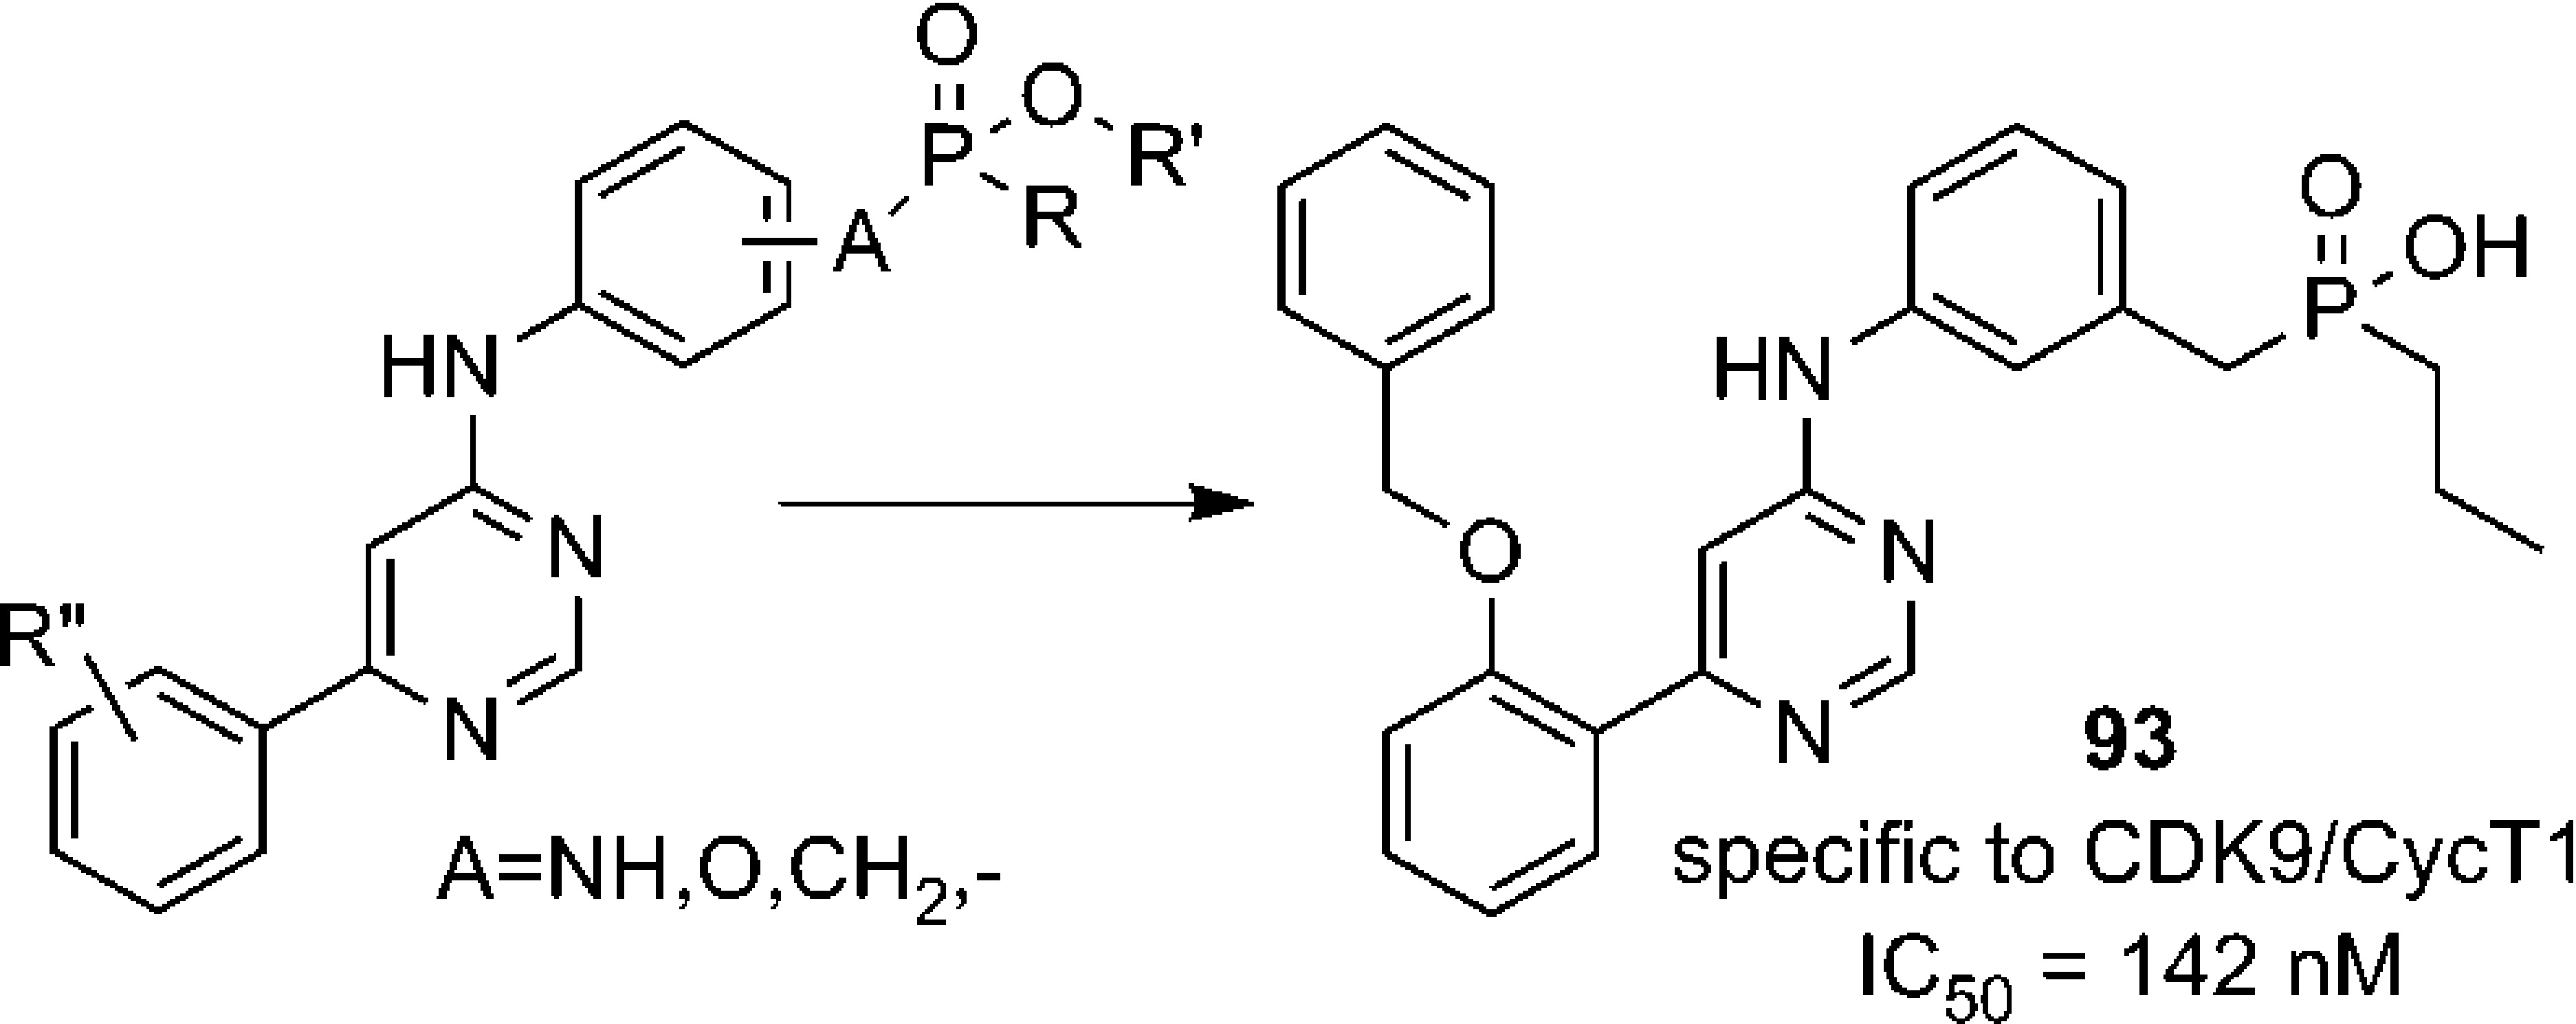 O
P
O
R'
R
A
HN
N
N
R"
A=NH,O,CH2,-
O
P
OH
HN
O
N
N
93
specific to CDK9/CycT1
IC50 = 142 nM